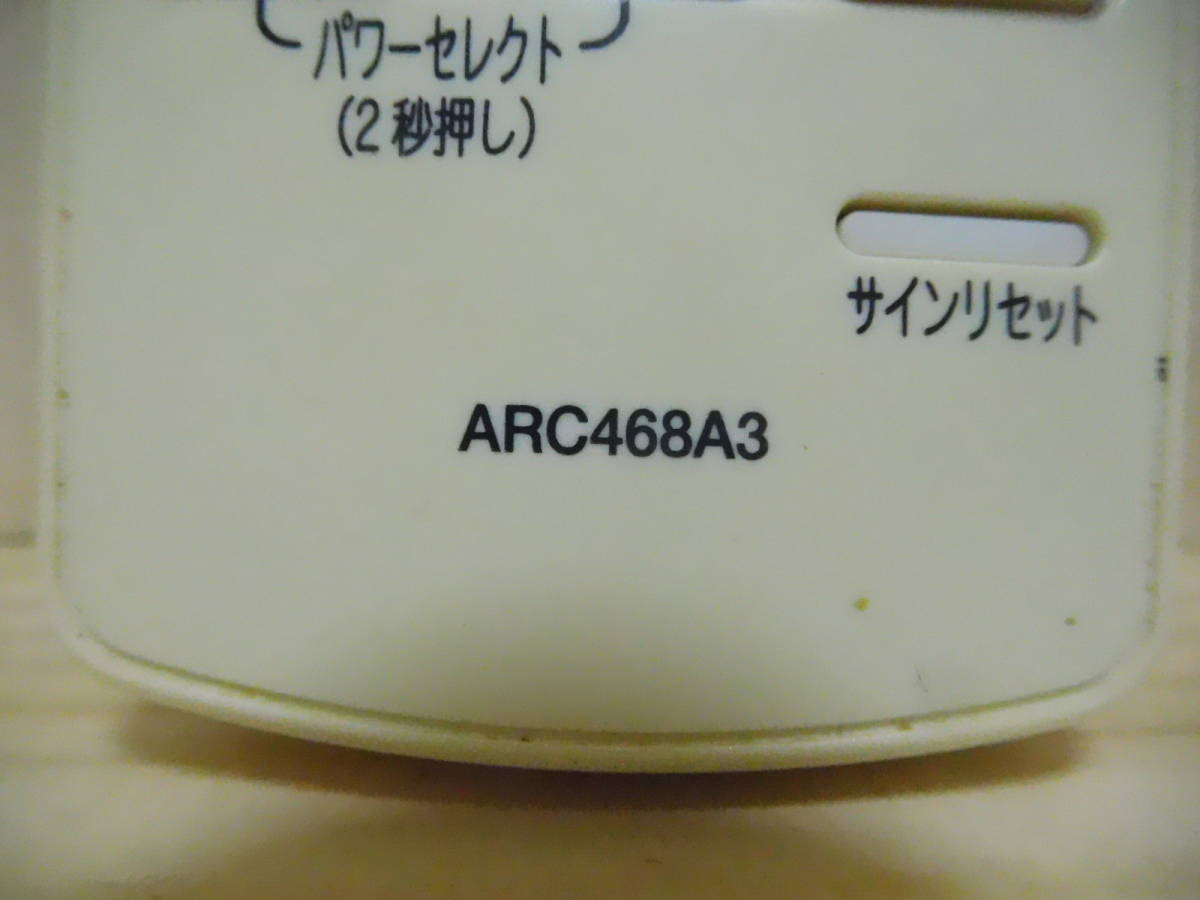 パワーセレクト
(2秒押し)
サインリセット
ARC468A3